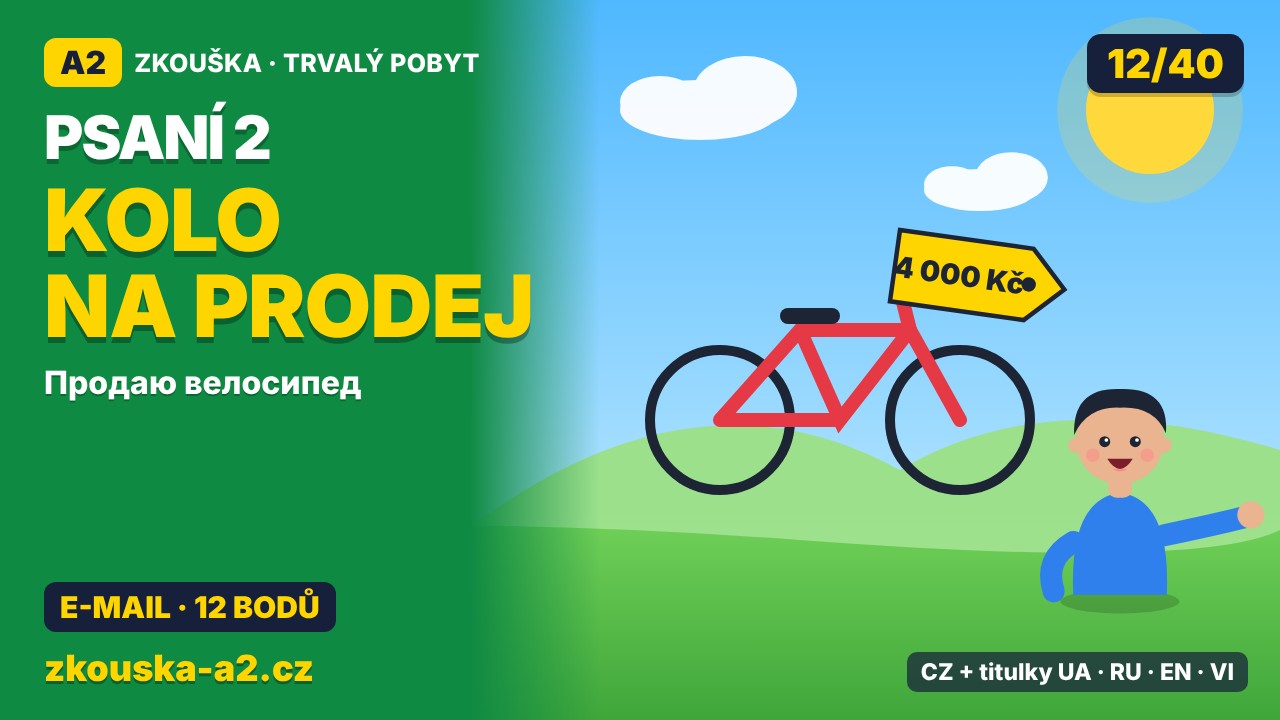 A2 ZKOUŠKA · TRVALÝ POBYT
12/40
PSANÍ 2
KOLO
NA PRODEJ
Продаю велосипед
4 000 Kč
E-MAIL · 12 BODŮ
zkouska-a2.cz
CZ + titulky UA · RU · EN · VI